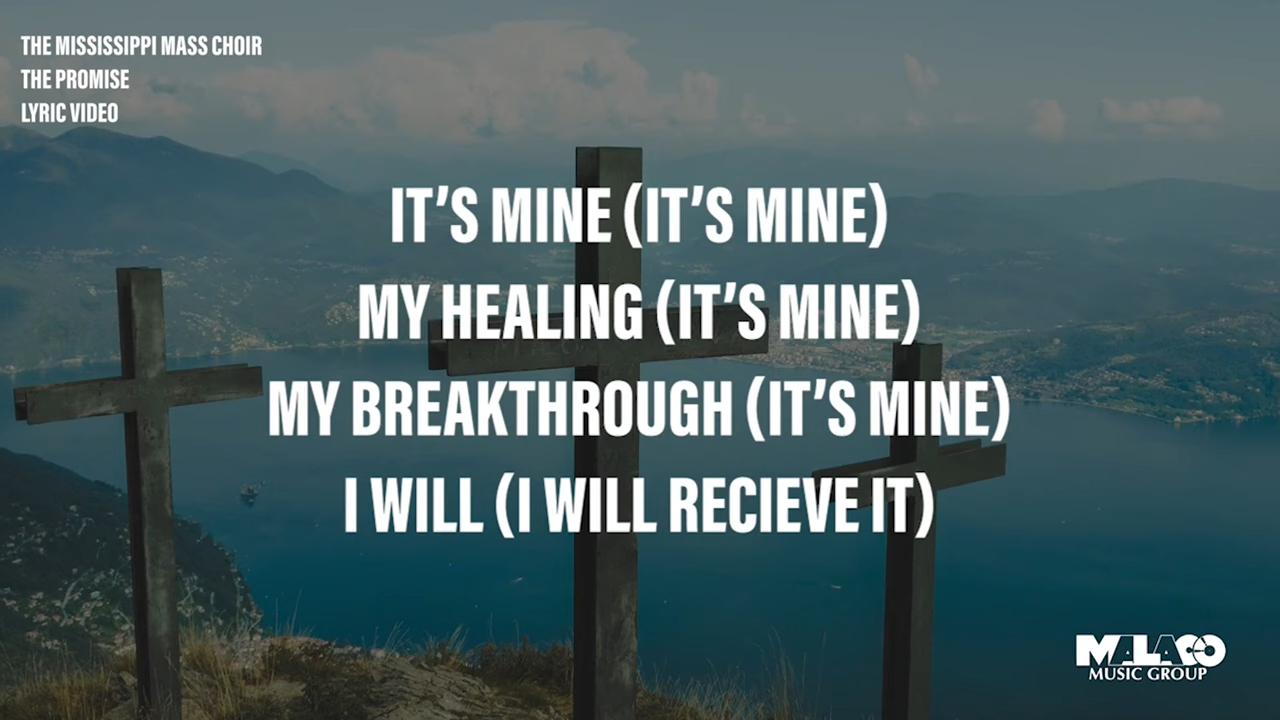 THE MISSISSIPPI MASS CHOIR
THE PROMISE
LYRIC VIDEO
IT'S MINE (IT'S MINE)
MY HEALING (IT'S MINE)
MY BREAKTHROUGH (IT'S MINE)
I WILL (I WILL RECIEVE IT)
MALACO
MUSIC GROUP